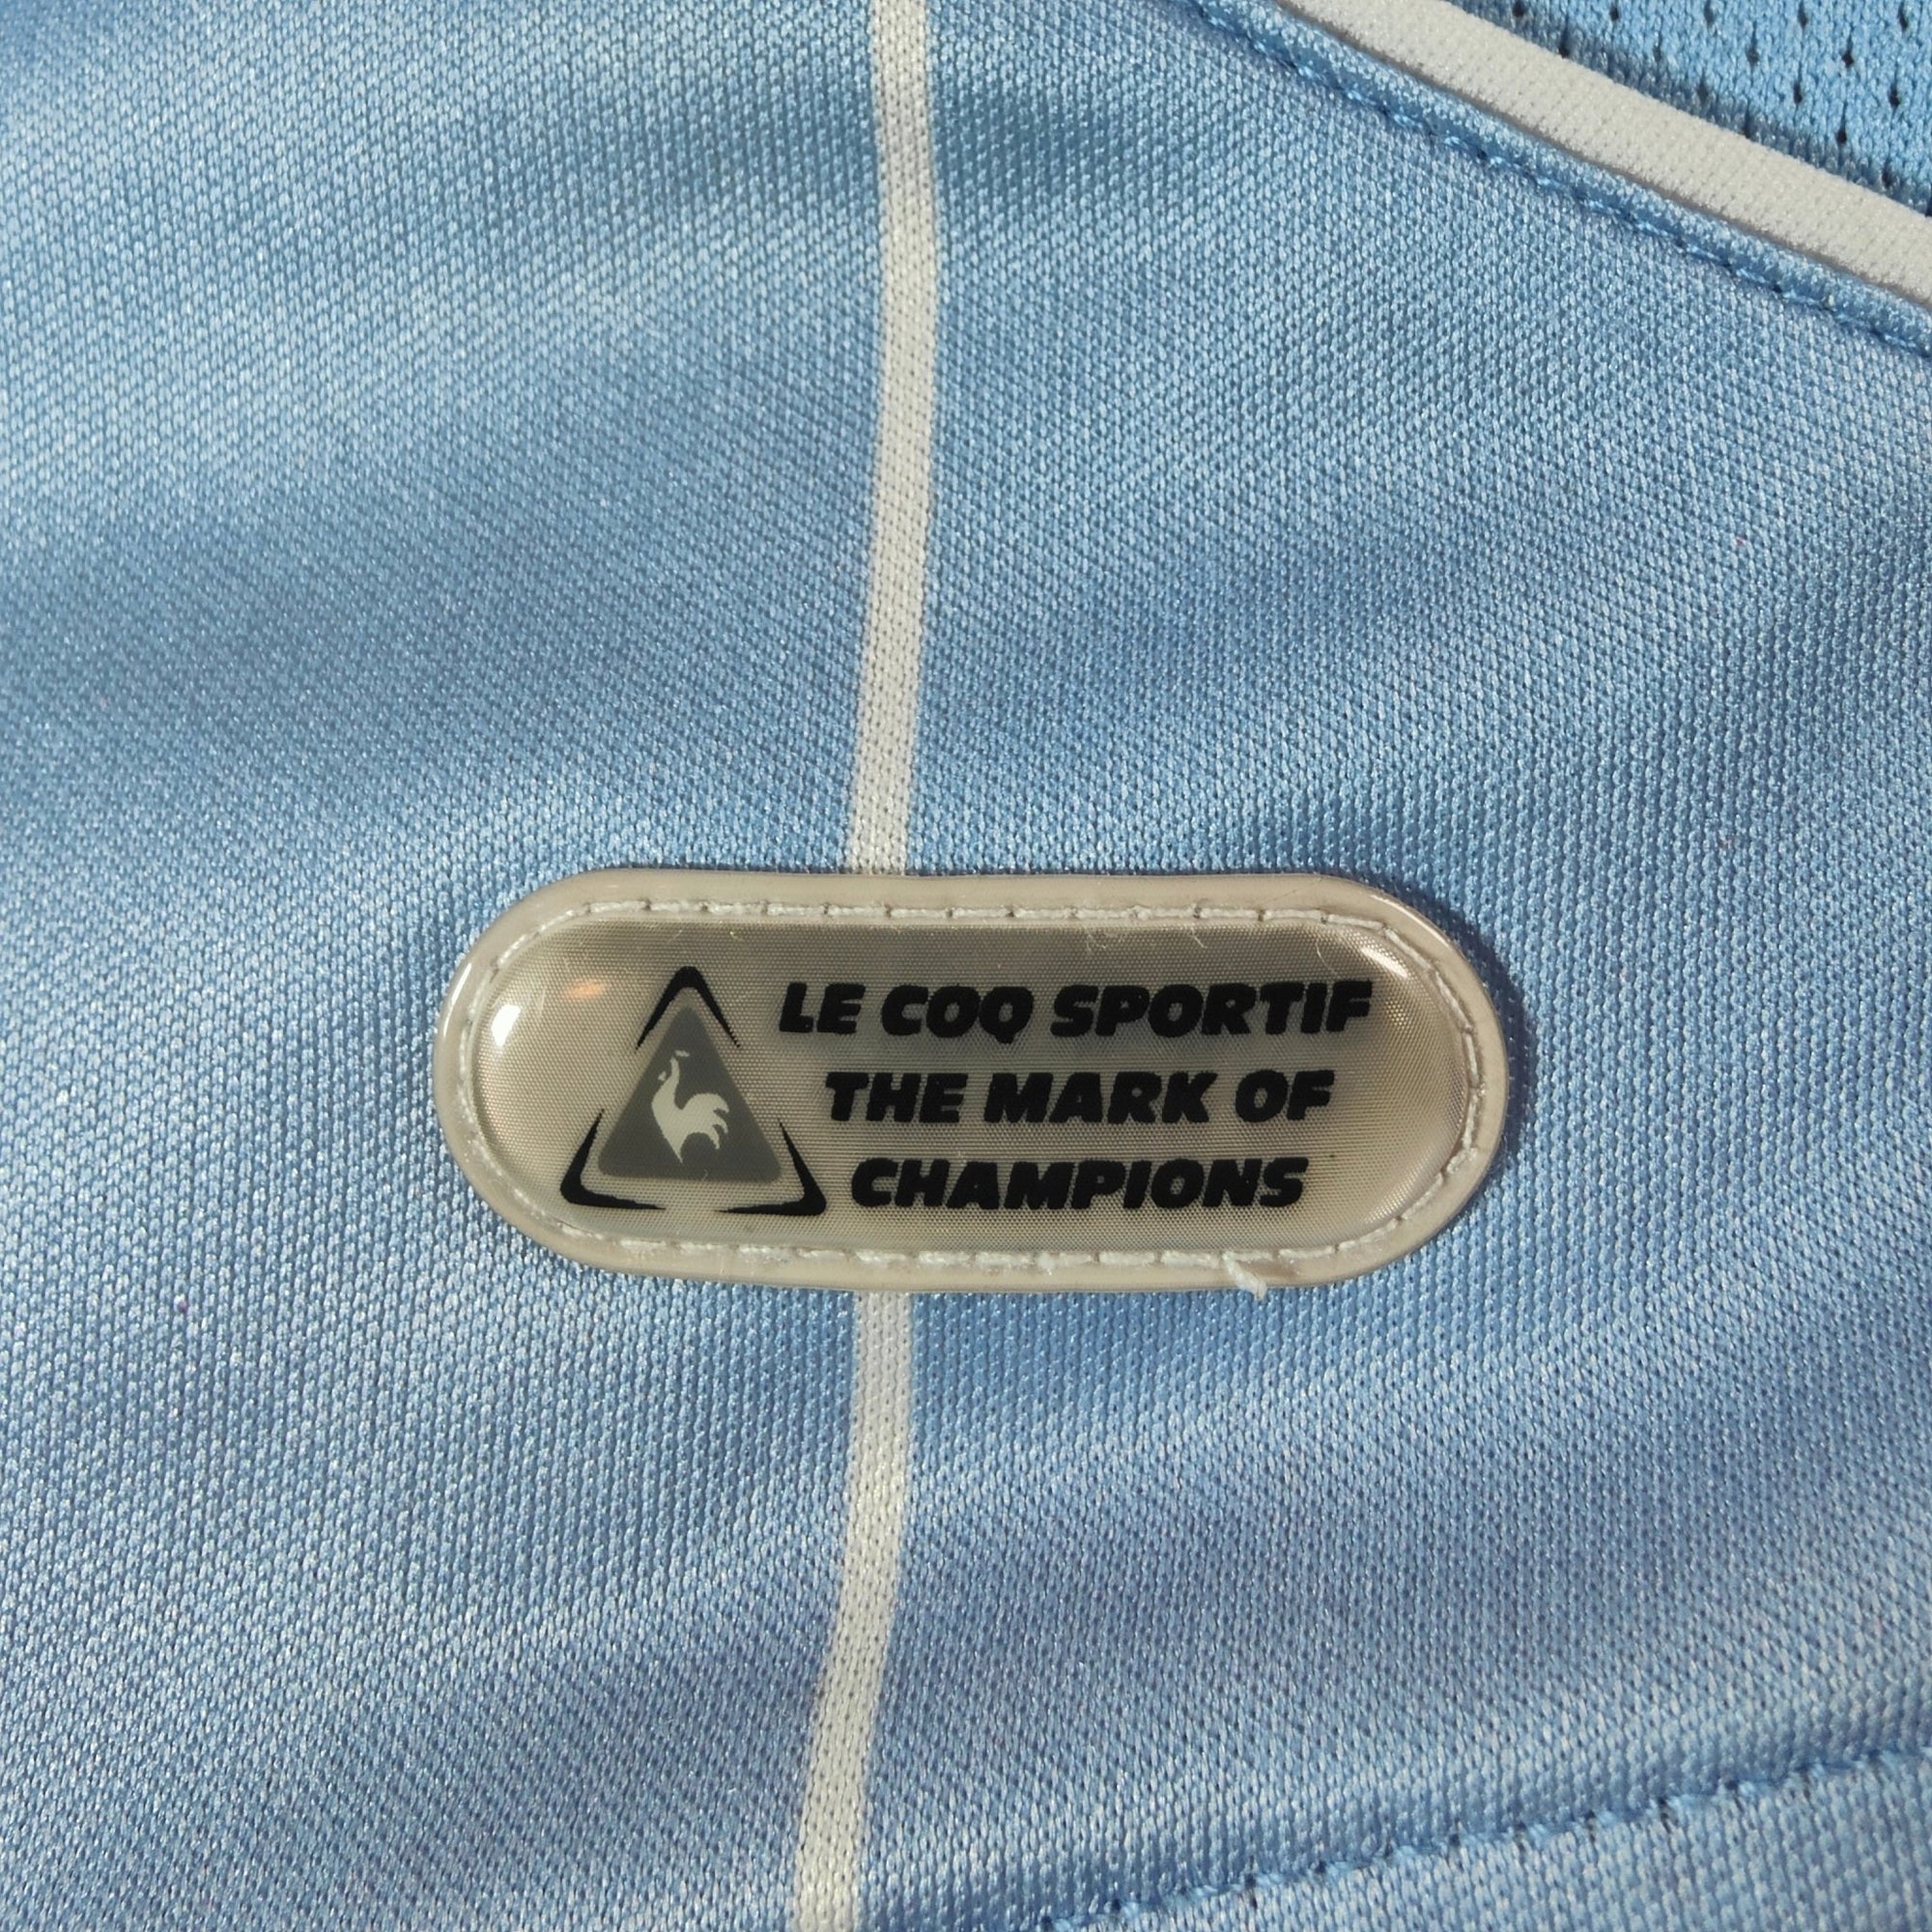 LE COQ SPORTIF
THE MARK OF
CHAMPIONS